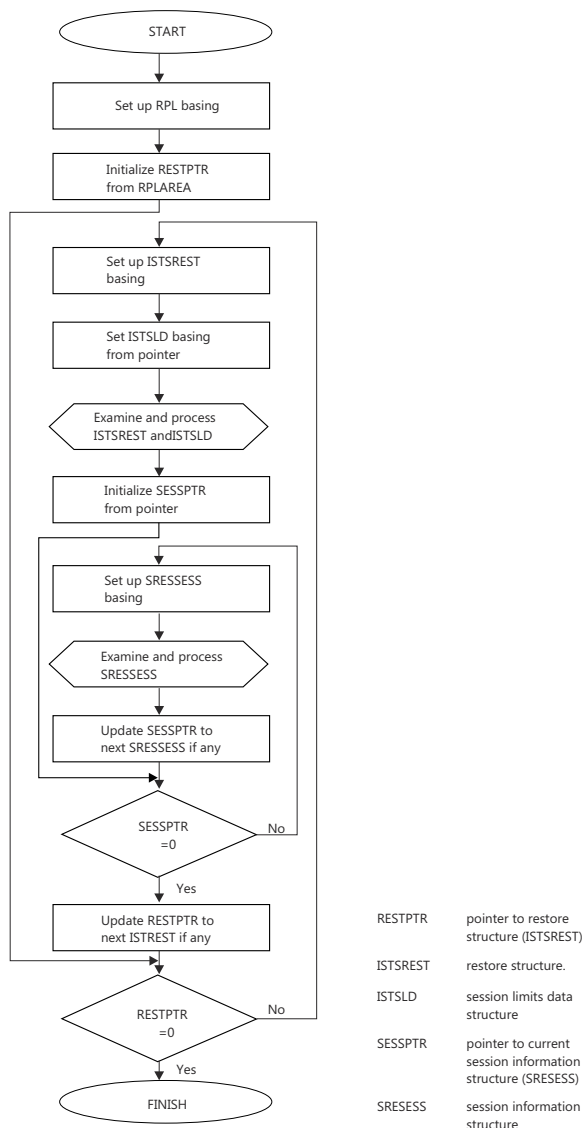 START
Set up RPL basing
Initialize RESTPTR
from RPLAREA
Set up ISTSREST
basing
Set ISTSLD basing
from pointer
Examine and process
ISTSREST andISTSLD
Initialize SESSPTR
from pointer
Set up SRESSESS
basing
Examine and process
SRESSESS
Update SESSPTR to
next SRESSESS if any
SESSPTR
=0
No
Yes
Update RESTPTR to
next ISTREST if any
RESTPTR
=0
No
Yes
FINISH
RESTPTR pointer to restore
structure (ISTSREST)
ISTSREST restore structure.
ISTSLD session limits data
structure
SESSPTR pointer to current
session information
structure (SRESESS)
SRESESS session information
structure